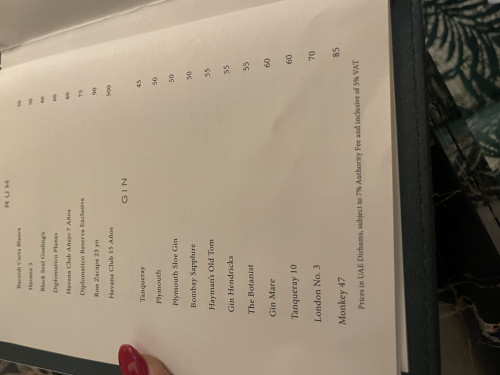 RUM
Bacardi Carta Blanca 50
Havana 3 50
Black Seal Gosling's 60
Diplomatico Planas 60
Havana Club Añejo 7 Años 60
Diplomatico Reserva Exclusiva 75
Ron Zacapa 23 yo 90
Havana Club 15 Años 500
GIN
Tanqueray 45
Plymouth 50
Plymouth Sloe Gin 50
Bombay Sapphire 50
Hayman's Old Tom 55
Gin Hendricks 55
The Botanist 55
Gin Mare 60
Tanqueray 10 60
London No. 3 70
Monkey 47 85
Prices in UAE Dirhams, subject to 7% Authority Fee and inclusive of 5% VAT